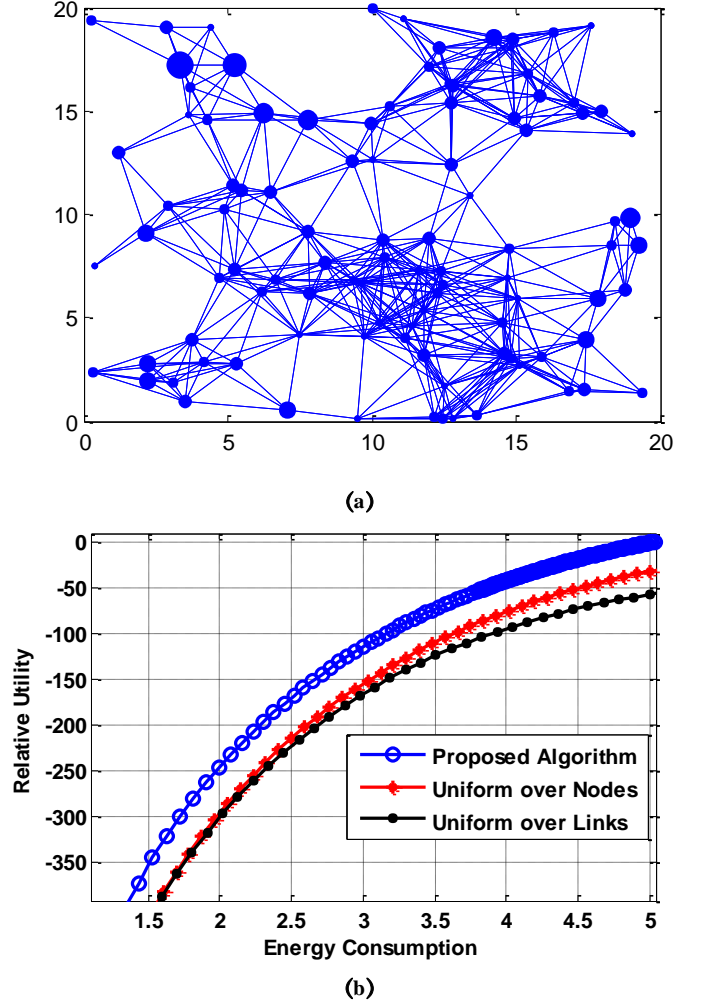 20
15
10
5
0
0 5 10 15 20
(a)
0
-50
-100
-150
-200
-250
-300
-350
Relative Utility
Proposed Algorithm
Uniform over Nodes
Uniform over Links
1.5 2 2.5 3 3.5 4 4.5 5
Energy Consumption
(b)